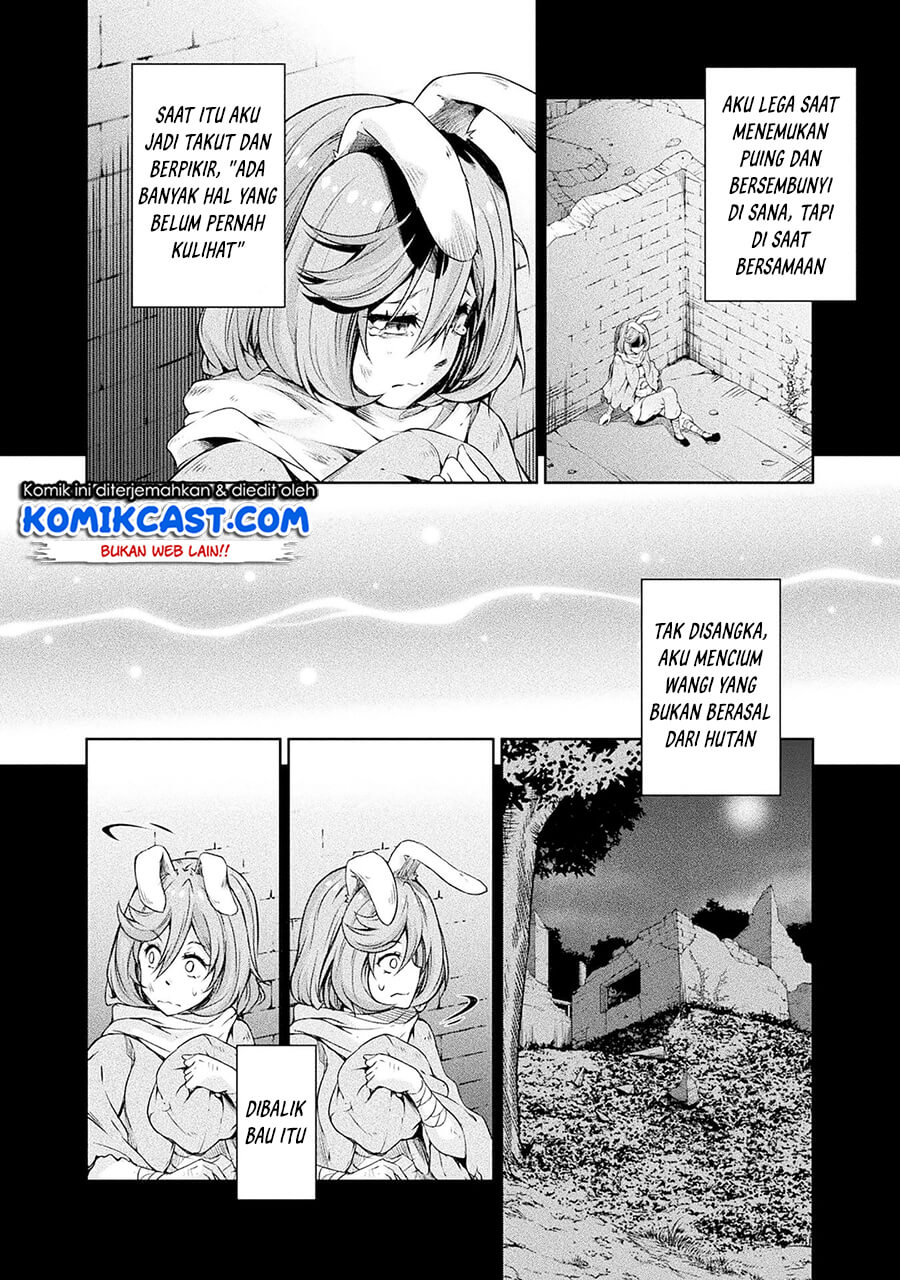 AKU LEGA SAAT
MENEMUKAN
PUING DAN
BERSEMBUNYI
DI SANA, TAPI
DI SAAT
BERSAMAAN
SAAT ITU AKU
JADI TAKUT DAN
BERPIKIR, "ADA
BANYAK HAL YANG
BELUM PERNAH
KULIHAT"
Komik ini diterjemahkan & diedit oleh
KOMIKCAST.COM
BUKAN WEB LAIN!!
TAK DISANGKA,
AKU MENCIUM
WANGI YANG
BUKAN BERASAL
DARI HUTAN
DIBALIK
BAU ITU